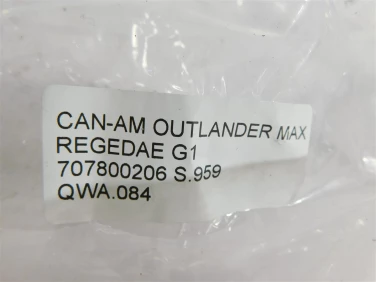 CAN-AM OUTLANDER MAX
REGEDAE G1
707800206 S.959
QWA.084